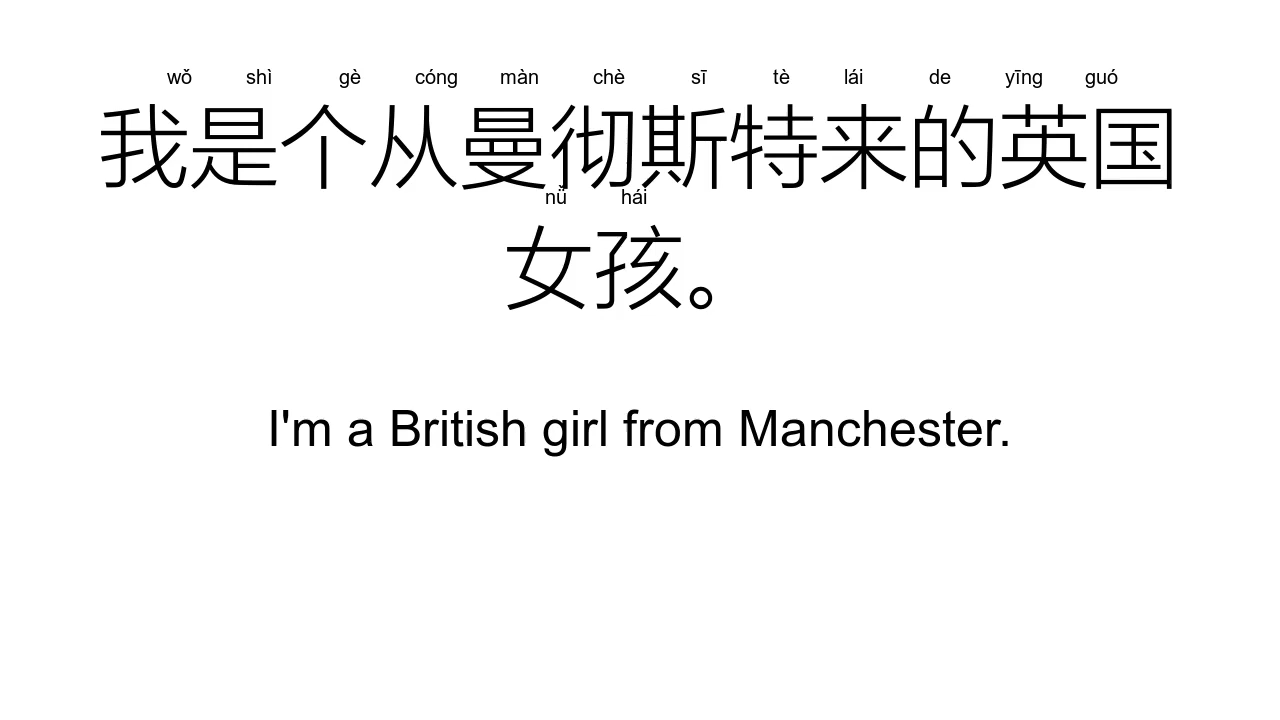 wǒ shì gè cóng màn chè sī tè lái de yīng guó
我是个从曼彻斯特来的英国
nǚ hái
女孩。
I'm a British girl from Manchester.